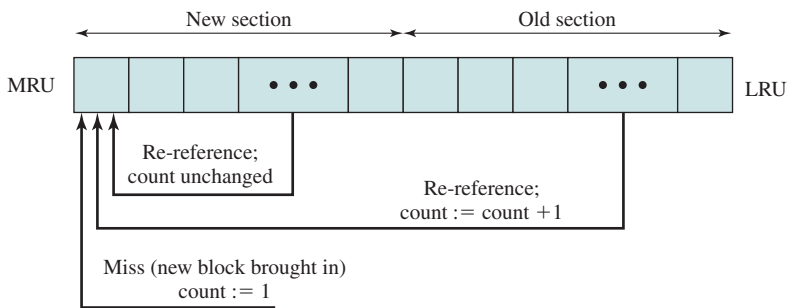 New section
Old section
MRU
• • •
• • •
LRU
Re-reference;
count unchanged
Re-reference;
count := count +1
Miss (new block brought in)
count := 1